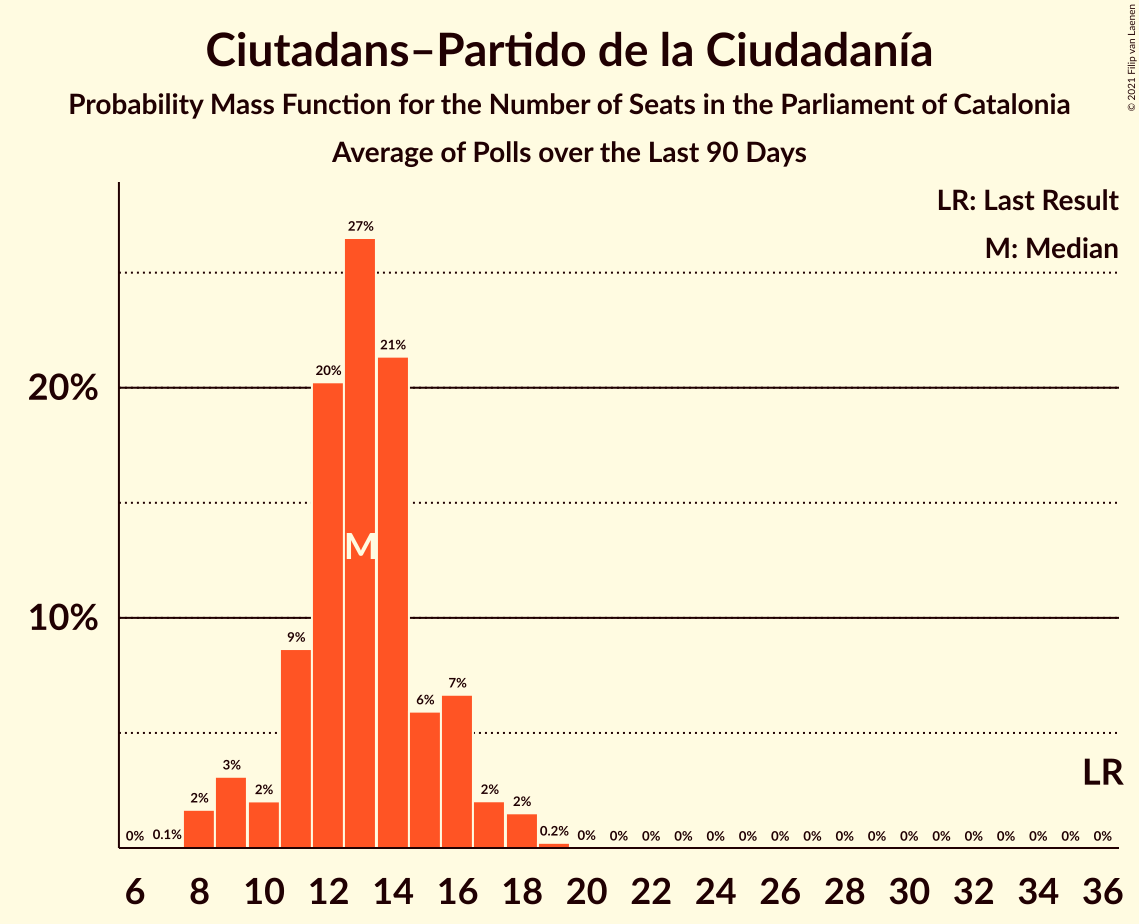 Ciutadans–Partido de la Ciudadanía
Probability Mass Function for the Number of Seats in the Parliament of Catalonia
Average of Polls over the Last 90 Days
© 2021 Filip van Laenen
LR: Last Result
M: Median
20%
10%
0% 0.1% 2% 3% 2% 9% 20% 27% 21% 6% 7% 2% 2% 0.2% 0% 0% 0% 0% 0% 0% 0% 0% 0% 0% 0% 0% 0% 0% 0% 0% 0%
M
LR
6 8 10 12 14 16 18 20 22 24 26 28 30 32 34 36